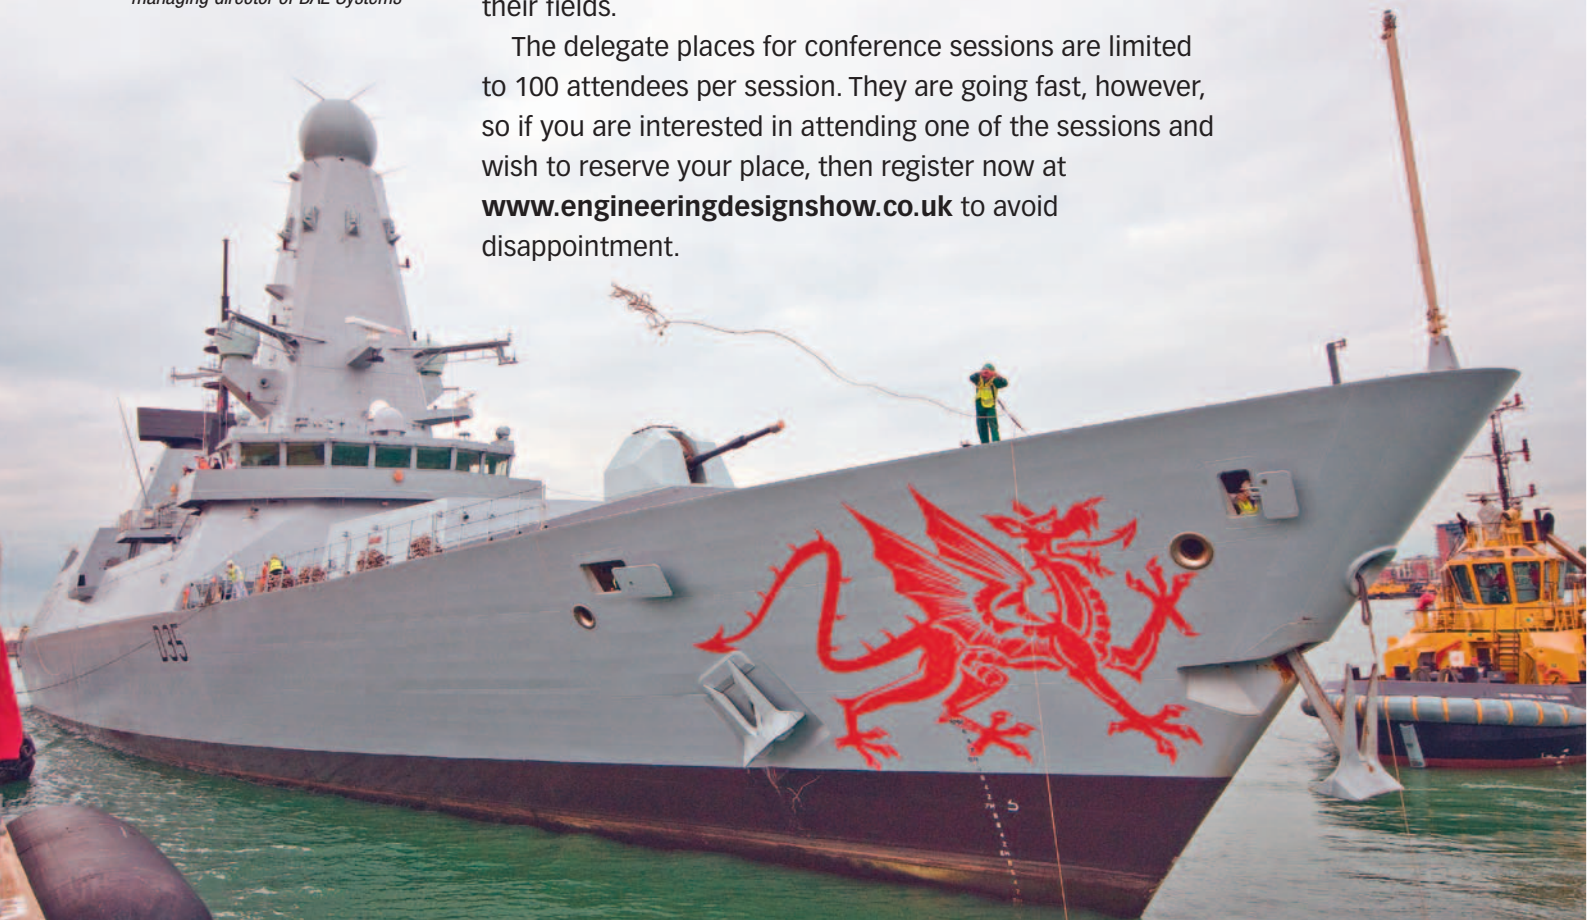 managing director of BAE Systems
their fields.
The delegate places for conference sessions are limited
to 100 attendees per session. They are going fast, however,
so if you are interested in attending one of the sessions and
wish to reserve your place, then register now at
www.engineeringdesignshow.co.uk to avoid
disappointment.
D35